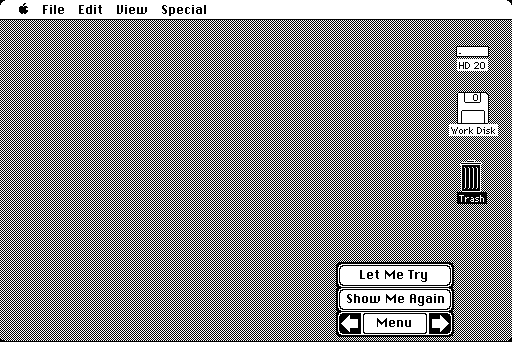 File Edit View Special
HD 20
Work Disk
Trash
Let Me Try
Show Me Again
Menu